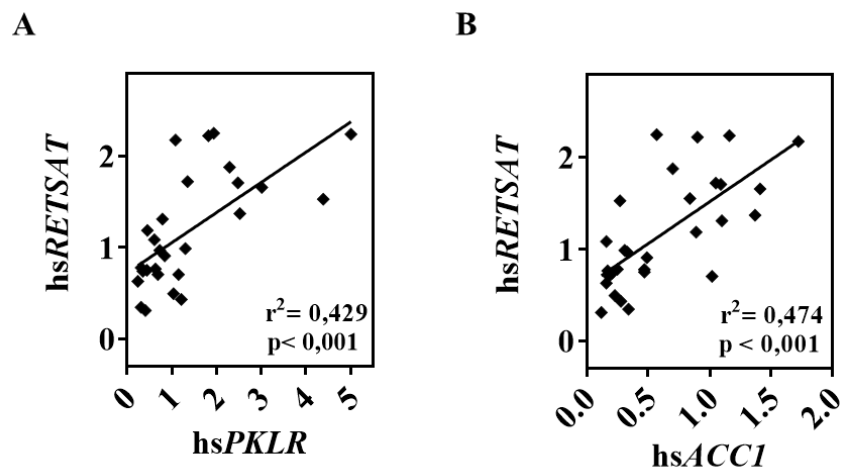 A
hsRETSAT
2
1
0
r²= 0,429
p< 0,001
0 1 2 3 4 5
hsPKLR
B
hsRETSAT
2
1
0
r²= 0,474
p < 0,001
0.0 0.5 1.0 1.5 2.0
hsACC1